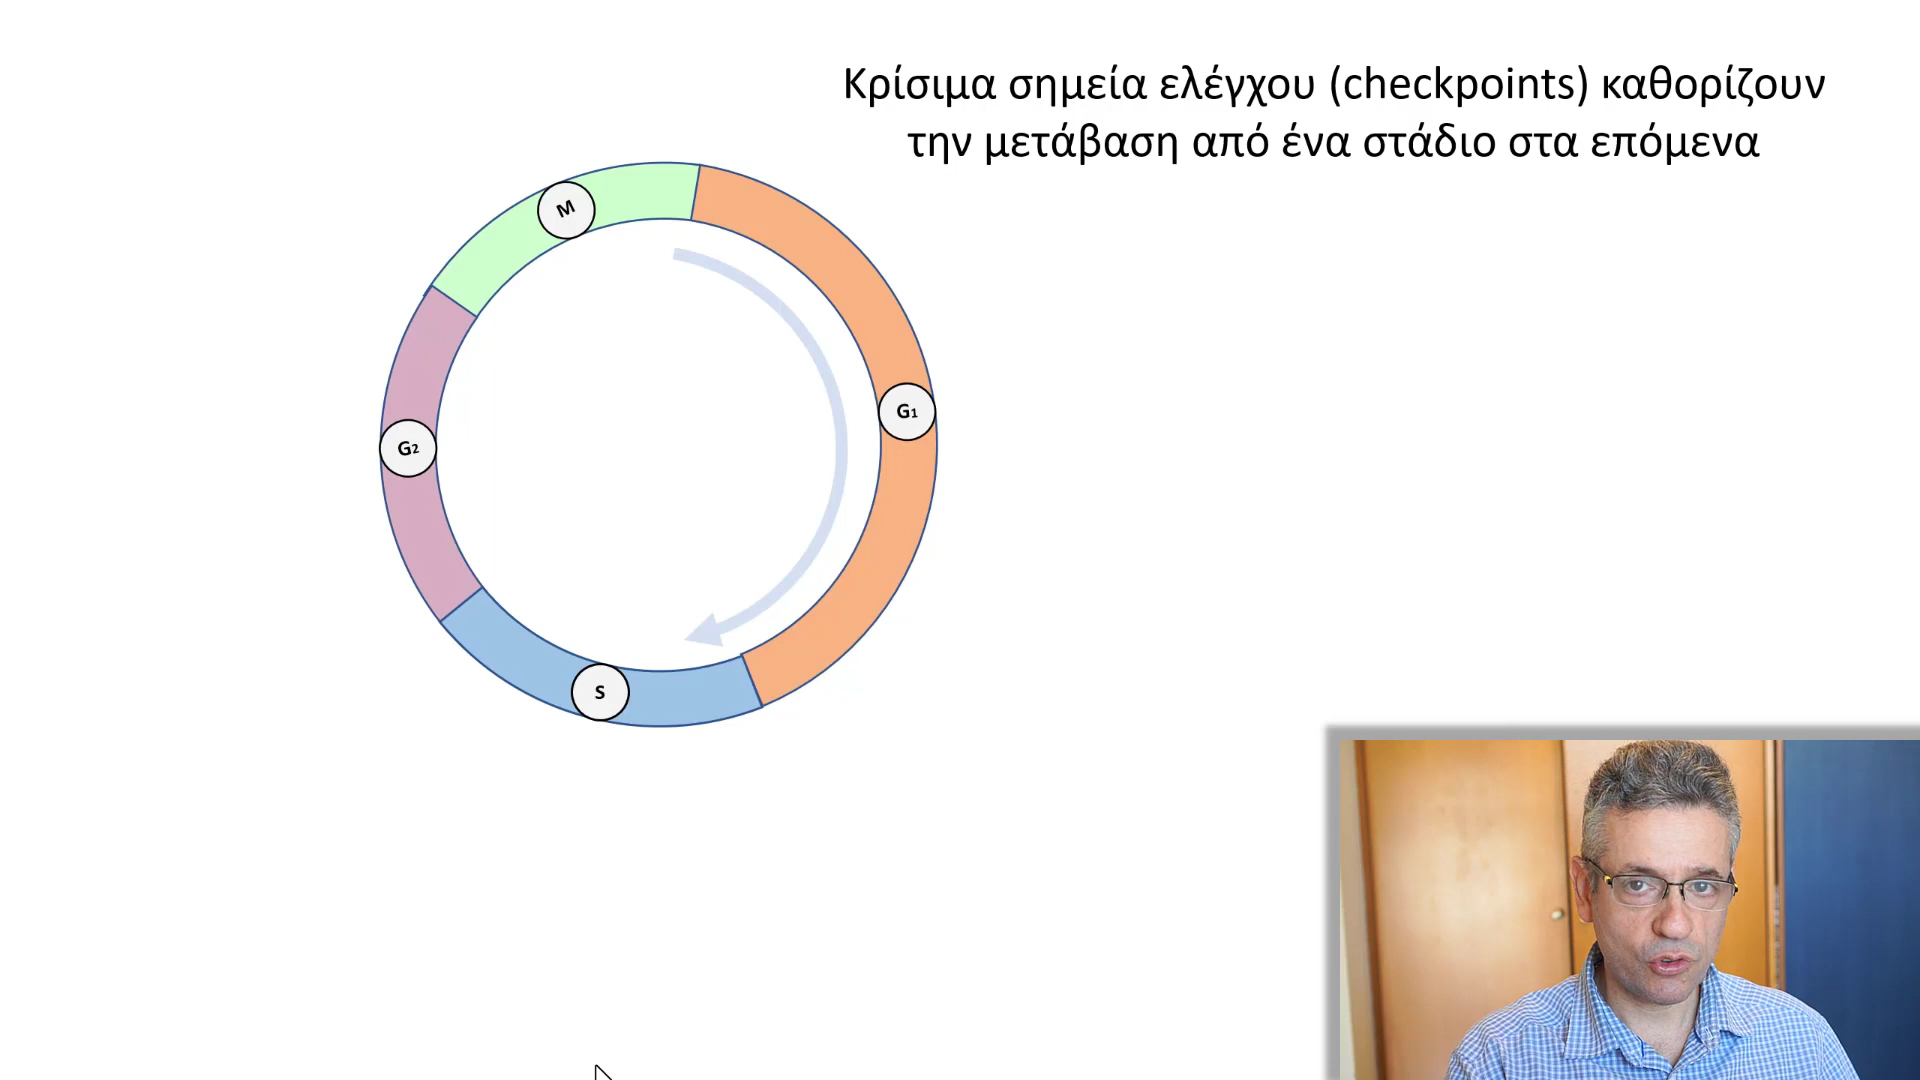 Κρίσιμα σημεία ελέγχου (checkpoints) καθορίζουν
την μετάβαση από ένα στάδιο στα επόμενα
M
G1
G2
S